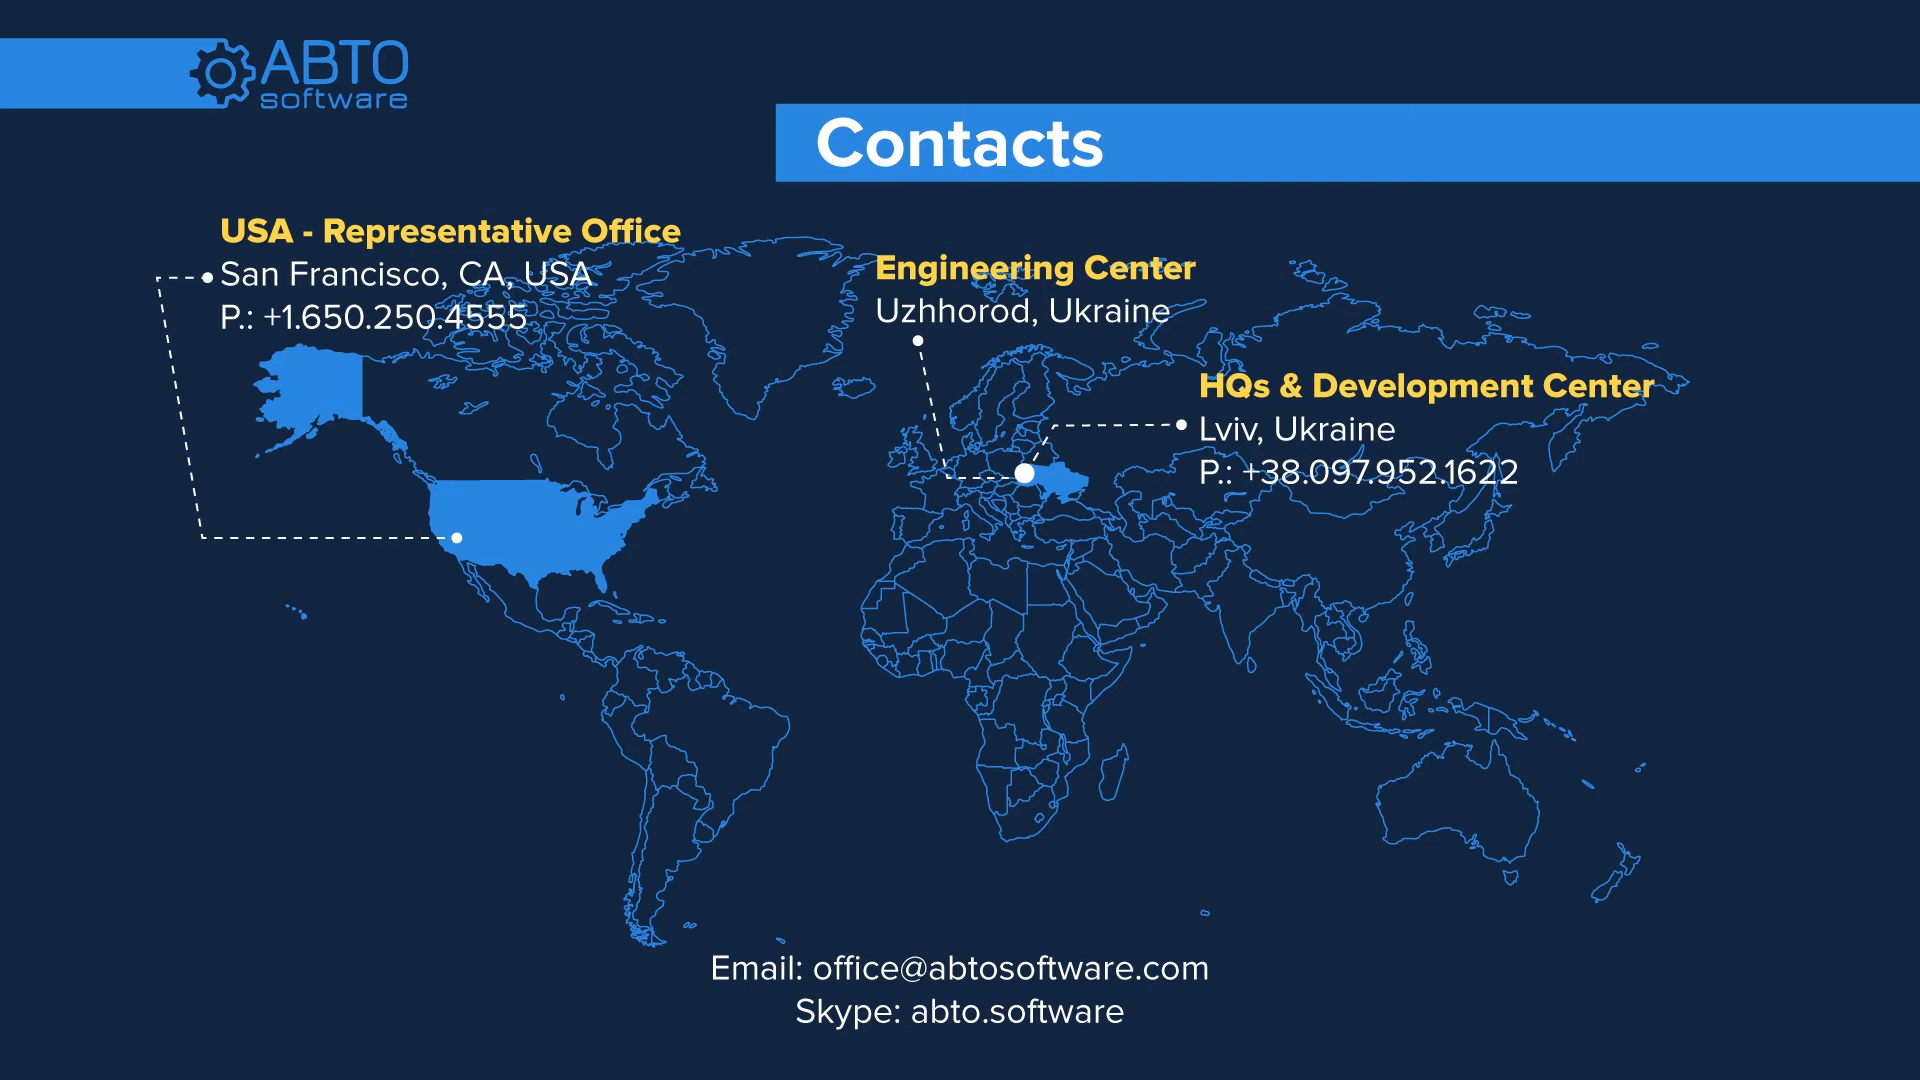 ABTO
software
Contacts
USA - Representative Office
San Francisco, CA, USA
P.: +1.650.250.4555
Engineering Center
Uzhhorod, Ukraine
HQs & Development Center
Lviv, Ukraine
P.: +38.097.952.1622
Email: office@abtosoftware.com
Skype: abto.software